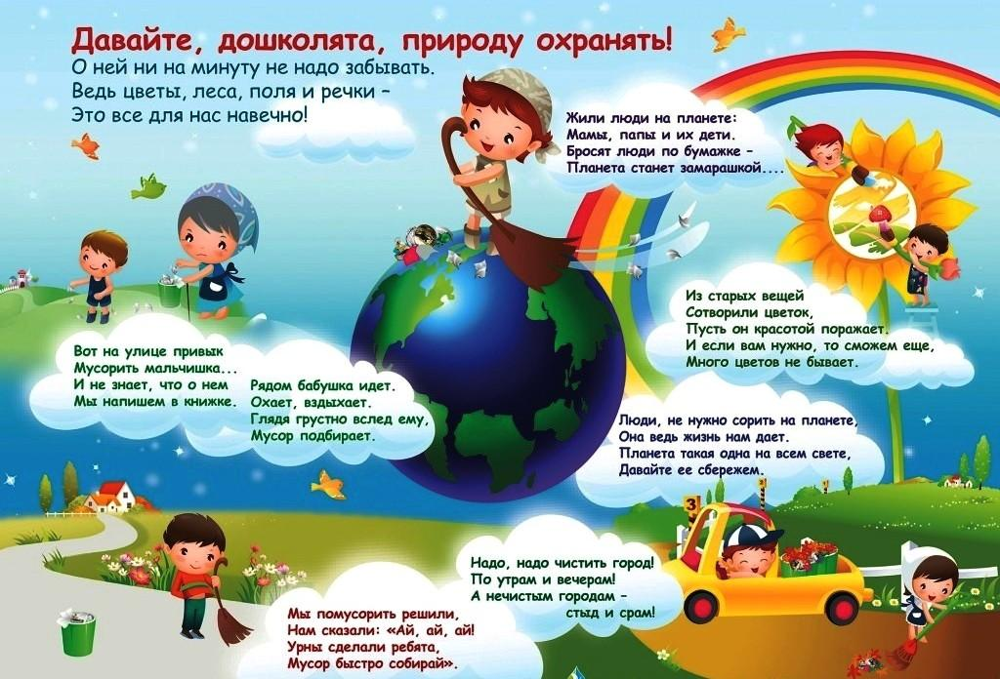 Давайте, дошколята, природу охранять!
О ней ни на минуту не надо забывать.
Ведь цветы, леса, поля и речки –
Это все для нас навечно!
Жили люди на планете:
Мамы, папы и их дети.
Бросят люди по бумажке –
Планета станет замарашкой....
Из старых вещей
Сотворили цветок,
Пусть он красотой поражает.
И если вам нужно, то сможем еще,
Много цветов не бывает.
Вот на улице привык
Мусорить мальчишка...
И не знает, что о нем
Мы напишем в книжке.
Рядом бабушка идет.
Охает, вздыхает.
Глядя грустно вслед ему,
Мусор подбирает.
Люди, не нужно сорить на планете,
Она ведь жизнь нам дает.
Планета такая одна на всем свете,
Давайте ее сбережем.
Надо, надо чистить город!
По утрам и вечерам!
А нечистым городам –
стыд и срам!
Мы помусорить решили,
Нам сказали: «Ай, ай, ай!
Урны сделали ребята,
Мусор быстро собирай».
3